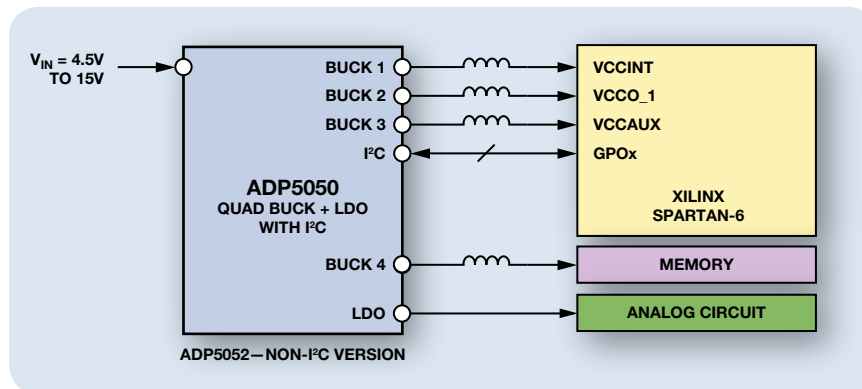 V_IN = 4.5V
TO 15V
BUCK 1
BUCK 2
BUCK 3
I²C
ADP5050
QUAD BUCK + LDO
WITH I²C
BUCK 4
LDO
ADP5052—NON-I²C VERSION
VCCINT
VCCO_1
VCCAUX
GPOx
XILINX
SPARTAN-6
MEMORY
ANALOG CIRCUIT